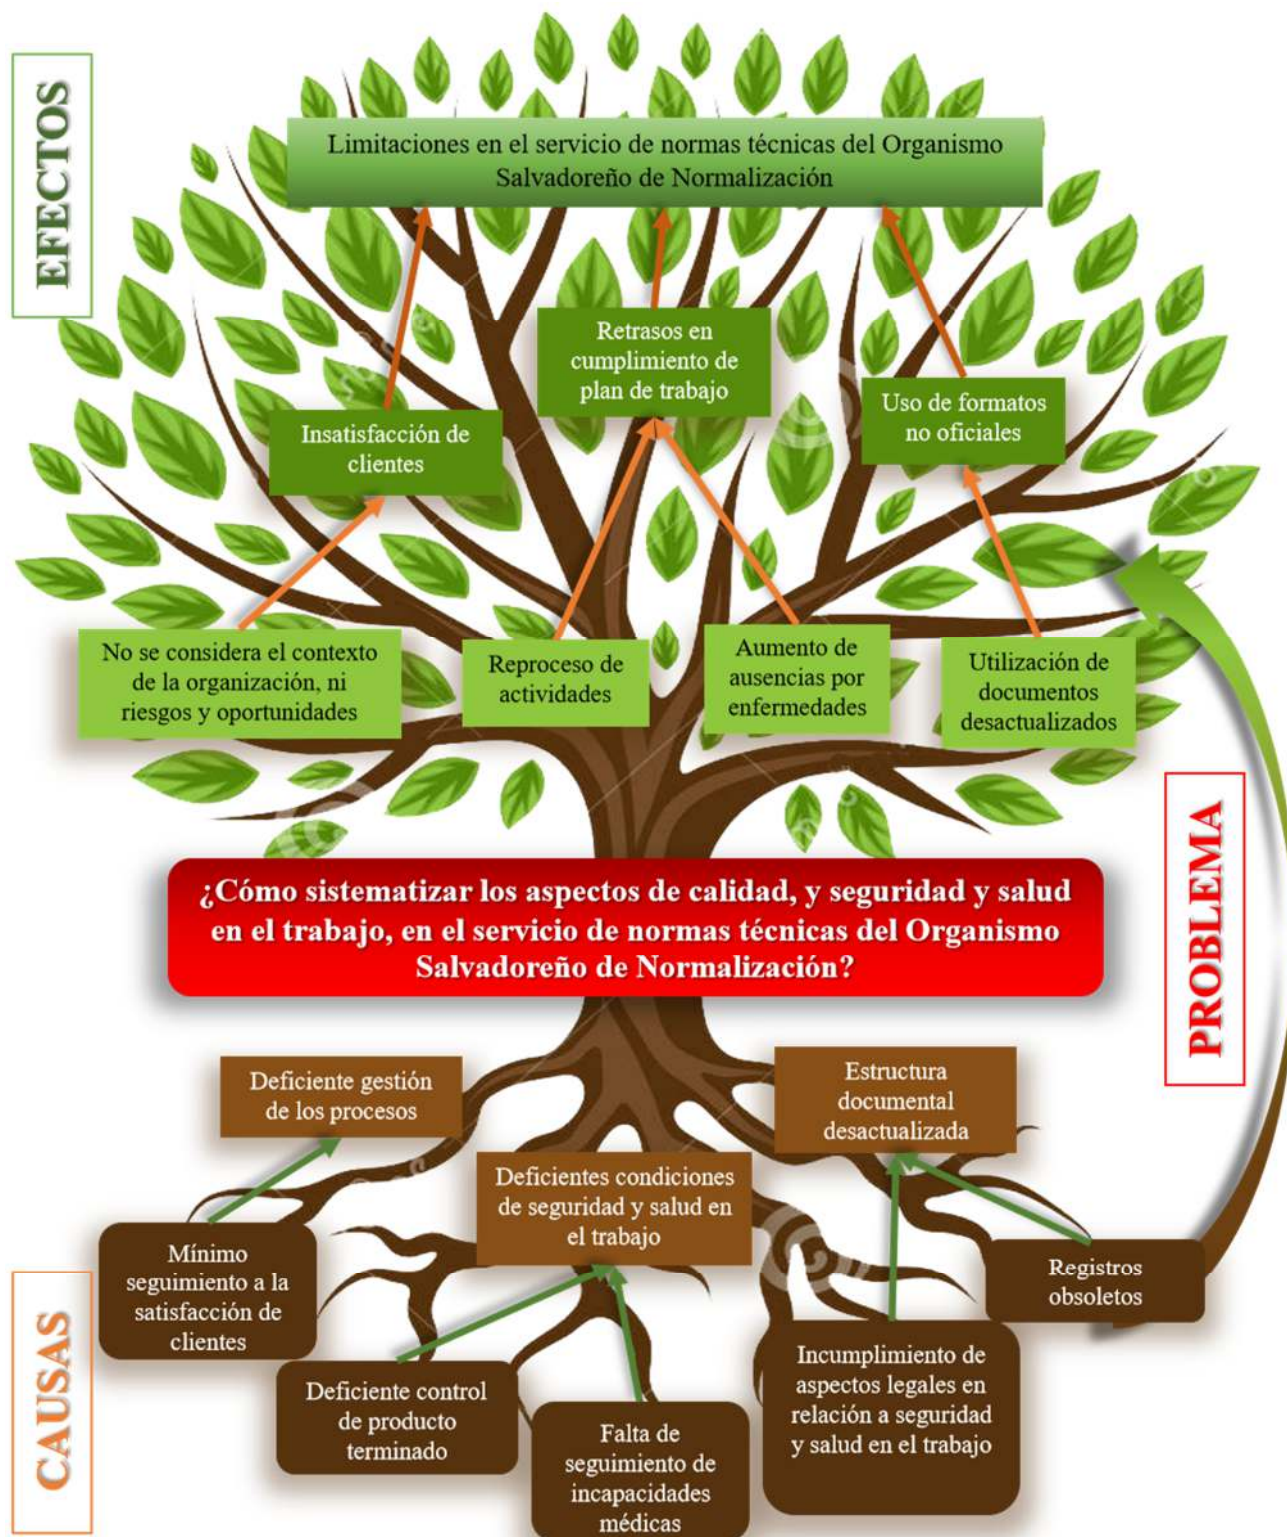 EFECTOS
Limitaciones en el servicio de normas técnicas del Organismo
Salvadoreño de Normalización
Retrasos en
cumplimiento de
plan de trabajo
Insatisfacción de
clientes
Uso de formatos
no oficiales
No se considera el contexto
de la organización, ni
riesgos y oportunidades
Reproceso de
actividades
Aumento de
ausencias por
enfermedades
Utilización de
documentos
desactualizados
PROBLEMA
¿Cómo sistematizar los aspectos de calidad, y seguridad y salud
en el trabajo, en el servicio de normas técnicas del Organismo
Salvadoreño de Normalización?
Deficiente gestión
de los procesos
Estructura
documental
desactualizada
Deficientes condiciones
de seguridad y salud en
el trabajo
CAUSAS
Mínimo
seguimiento a la
satisfacción de
clientes
Registros
obsoletos
Deficiente control
de producto
terminado
Falta de
seguimiento de
incapacidades
médicas
Incumplimiento de
aspectos legales en
relación a seguridad
y salud en el trabajo